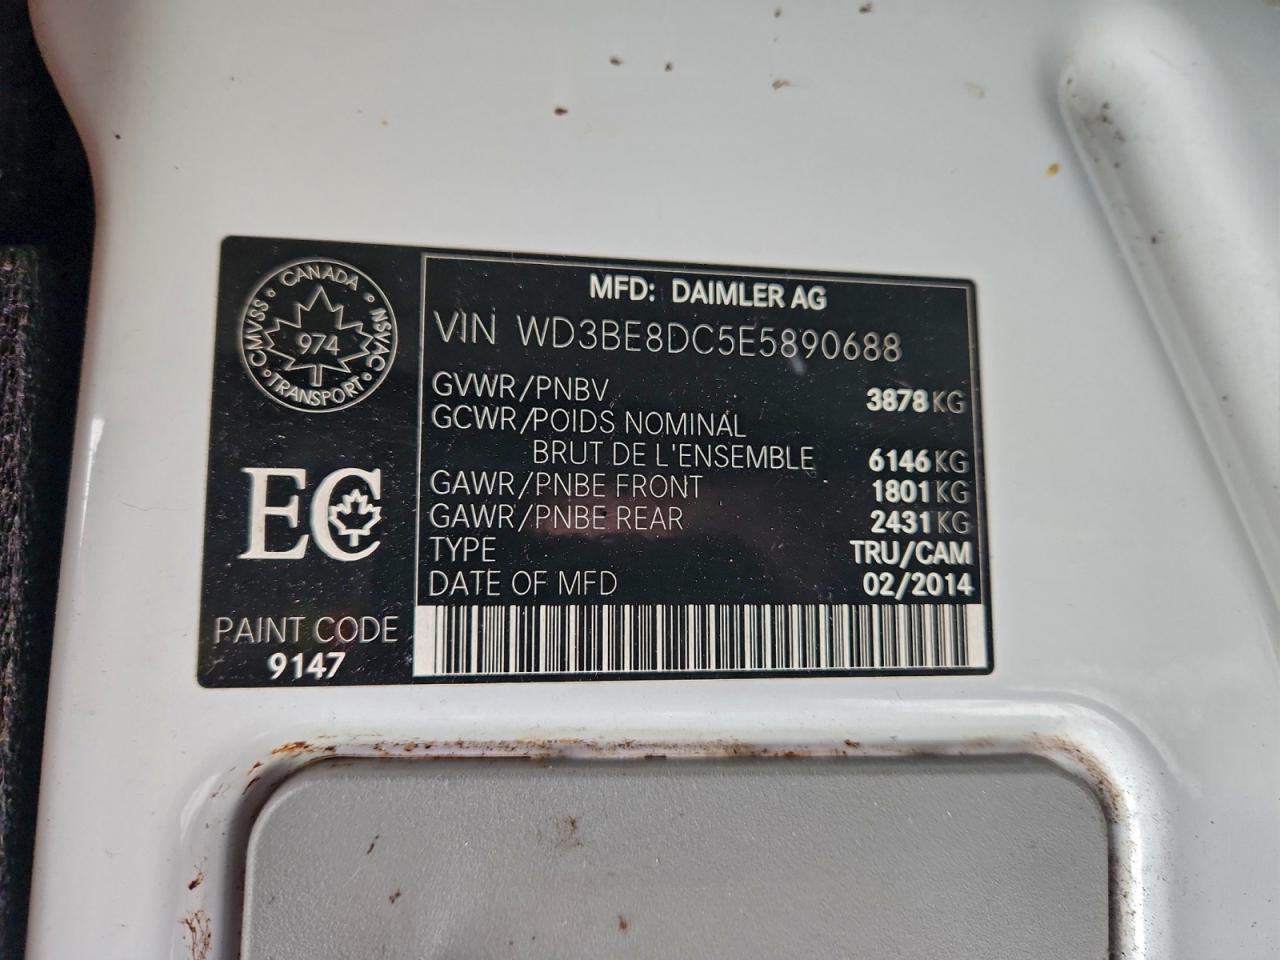 CANADA
CMVSS NSVAC
974
TRANSPORT
EC
PAINT CODE
9147
MFD: DAIMLER AG
VIN WD3BE8DC5E5890688
GVWR/PNBV 3878 KG
GCWR/POIDS NOMINAL
BRUT DE L'ENSEMBLE 6146 KG
GAWR/PNBE FRONT 1801 KG
GAWR/PNBE REAR 2431 KG
TYPE TRU/CAM
DATE OF MFD 02/2014